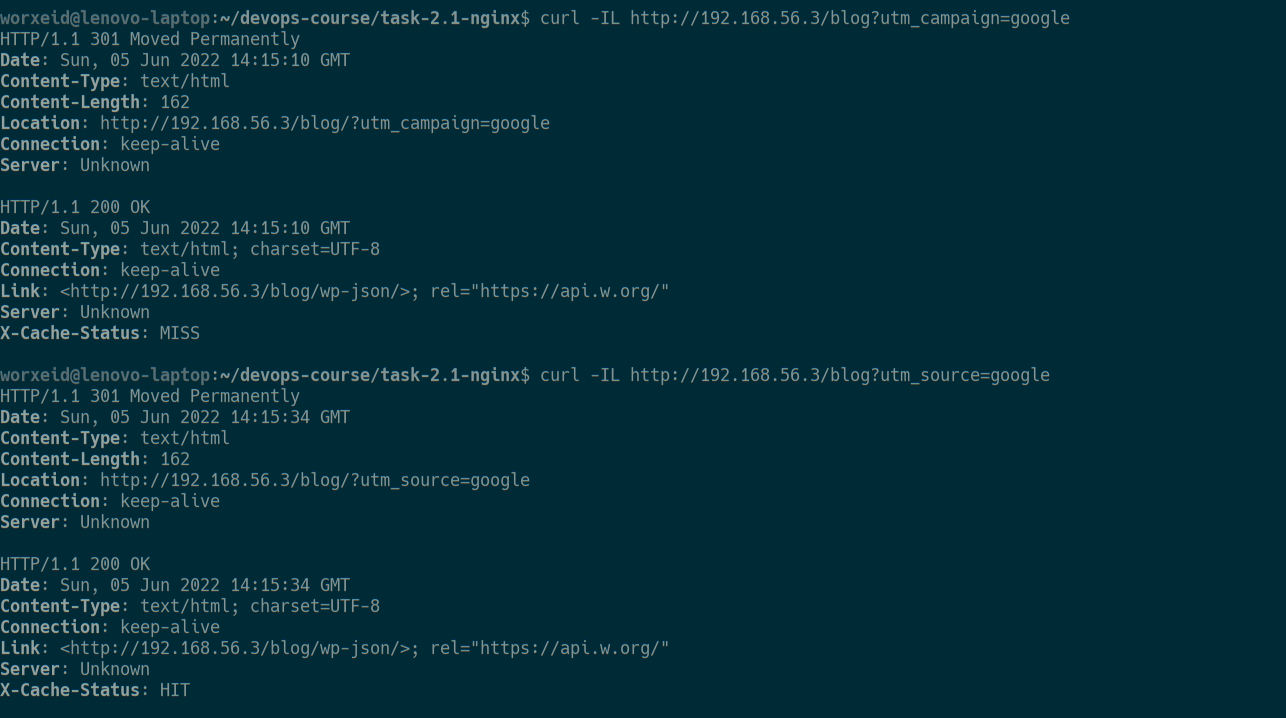 worxeid@lenovo-laptop:~/devops-course/task-2.1-nginx$ curl -IL http://192.168.56.3/blog?utm_campaign=google
HTTP/1.1 301 Moved Permanently
Date: Sun, 05 Jun 2022 14:15:10 GMT
Content-Type: text/html
Content-Length: 162
Location: http://192.168.56.3/blog/?utm_campaign=google
Connection: keep-alive
Server: Unknown

HTTP/1.1 200 OK
Date: Sun, 05 Jun 2022 14:15:10 GMT
Content-Type: text/html; charset=UTF-8
Connection: keep-alive
Link: <http://192.168.56.3/blog/wp-json/>; rel="https://api.w.org/"
Server: Unknown
X-Cache-Status: MISS

worxeid@lenovo-laptop:~/devops-course/task-2.1-nginx$ curl -IL http://192.168.56.3/blog?utm_source=google
HTTP/1.1 301 Moved Permanently
Date: Sun, 05 Jun 2022 14:15:34 GMT
Content-Type: text/html
Content-Length: 162
Location: http://192.168.56.3/blog/?utm_source=google
Connection: keep-alive
Server: Unknown

HTTP/1.1 200 OK
Date: Sun, 05 Jun 2022 14:15:34 GMT
Content-Type: text/html; charset=UTF-8
Connection: keep-alive
Link: <http://192.168.56.3/blog/wp-json/>; rel="https://api.w.org/"
Server: Unknown
X-Cache-Status: HIT